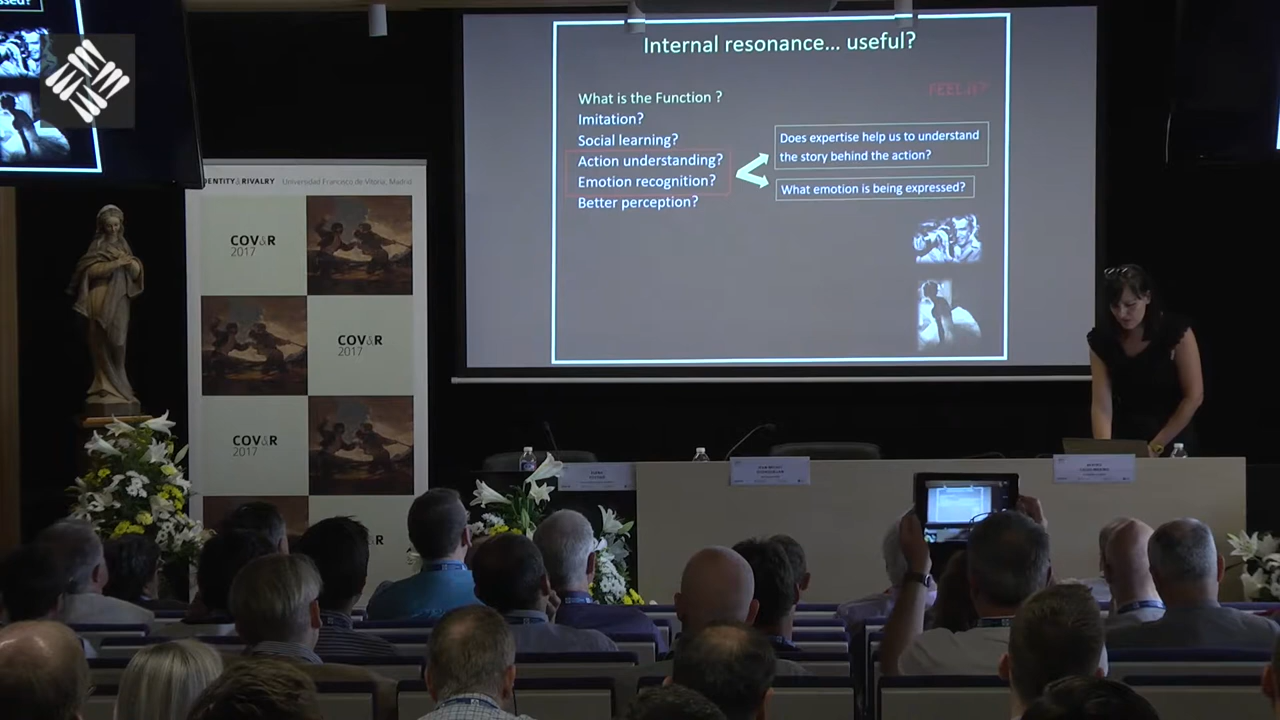 Internal resonance... useful?
FEEL it?
What is the Function ?
Imitation?
Social learning?
Action understanding?
Emotion recognition?
Better perception?
Does expertise help us to understand
the story behind the action?
What emotion is being expressed?
IDENTITY & RIVALRY Universidad Francisco de Vitoria, Madrid
COV&R
2017
COV&R
2017
COV&R
2017